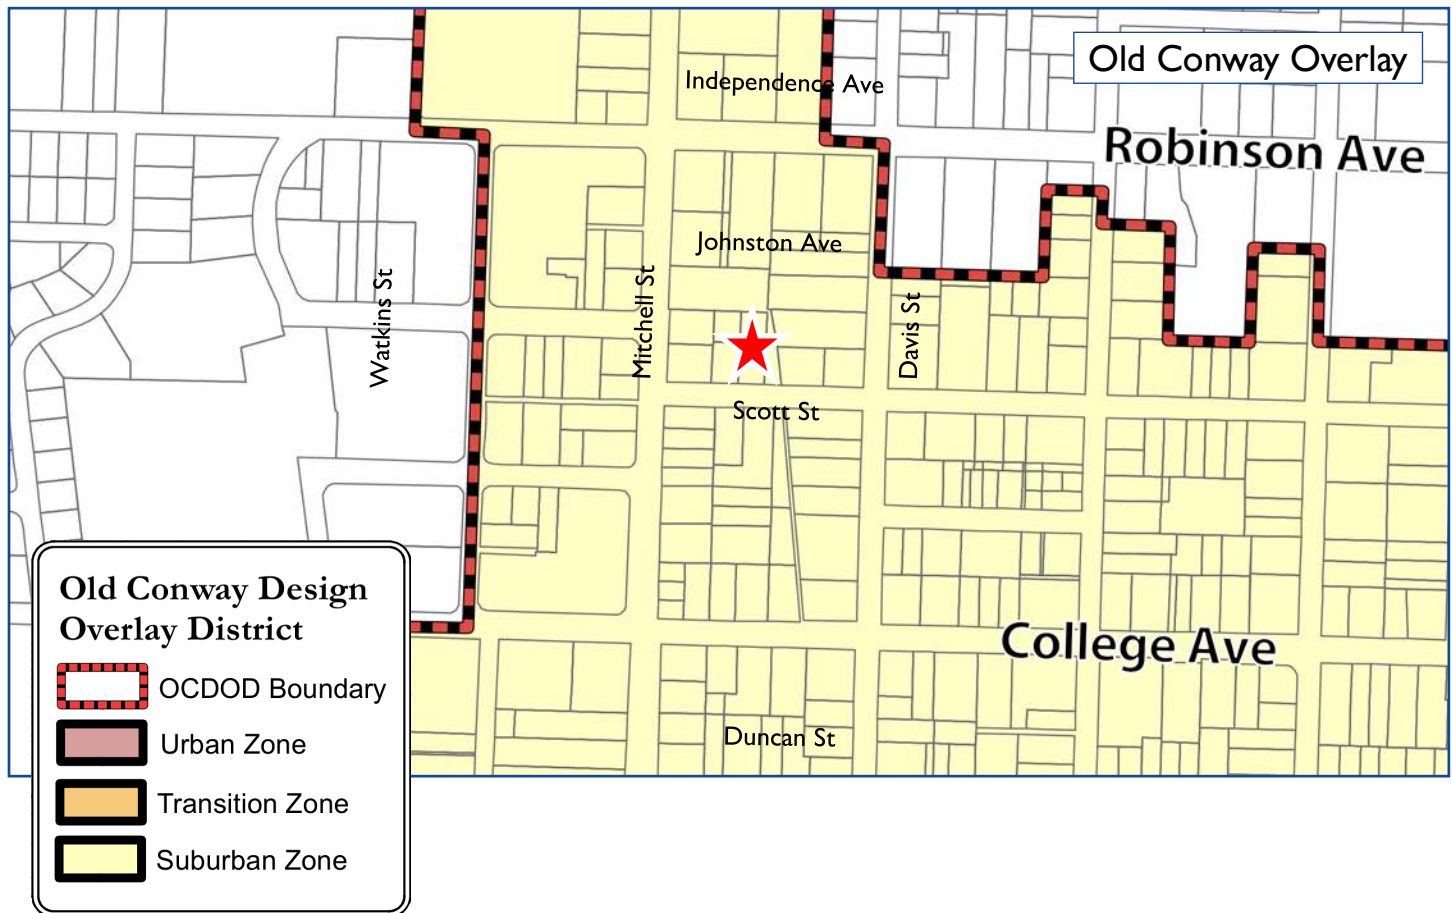 Old Conway Overlay
Independence Ave
Robinson Ave
Johnston Ave
Watkins St
Mitchell St
Davis St
Scott St
College Ave
Duncan St
Old Conway Design
Overlay District
OCDOD Boundary
Urban Zone
Transition Zone
Suburban Zone